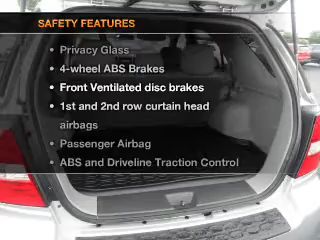 SAFETY FEATURES
• Privacy Glass
• 4-wheel ABS Brakes
• Front Ventilated disc brakes
• 1st and 2nd row curtain head
airbags
• Passenger Airbag
• ABS and Driveline Traction Control